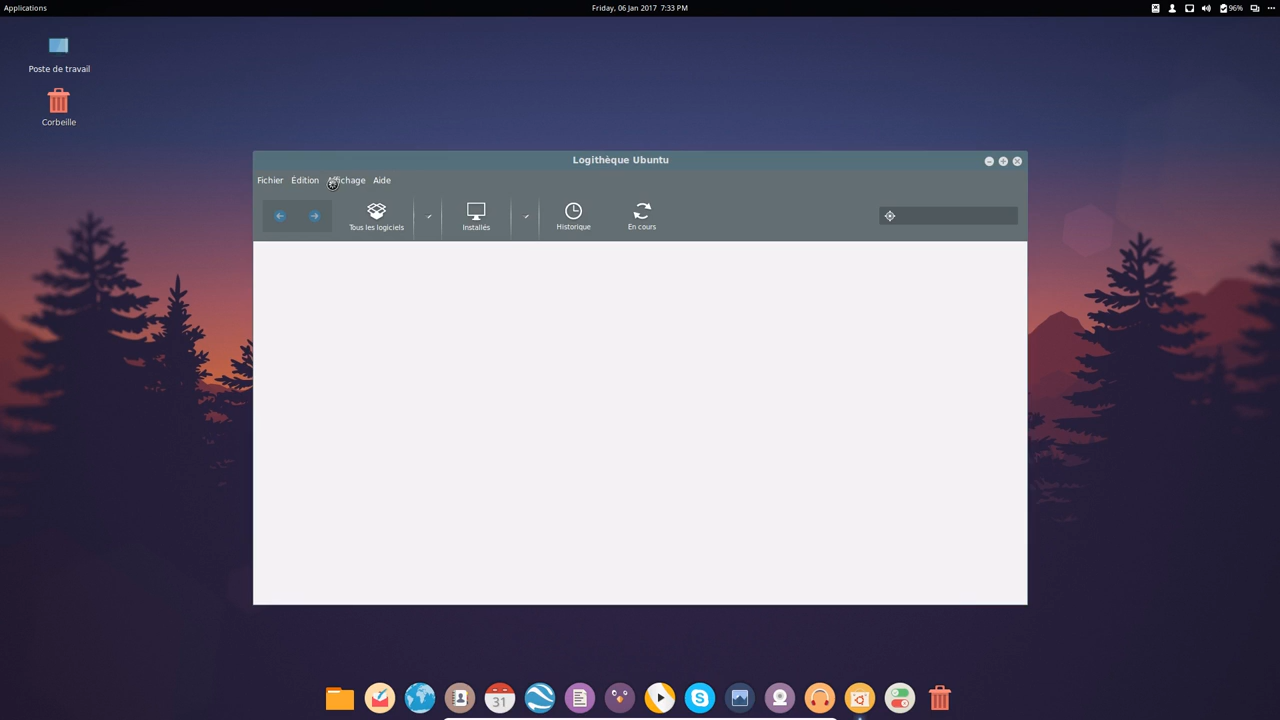 Applications
Friday, 06 Jan 2017 7:33 PM
96%
Poste de travail
Corbeille
Logithèque Ubuntu
Fichier Édition Affichage Aide
Tous les logiciels Installés Historique En cours
31